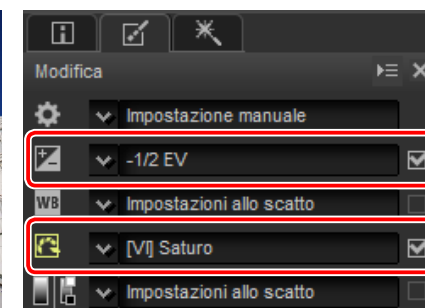 Modifica
Impostazione manuale
-1/2 EV
WB Impostazioni allo scatto
[VI] Saturo
Impostazioni allo scatto